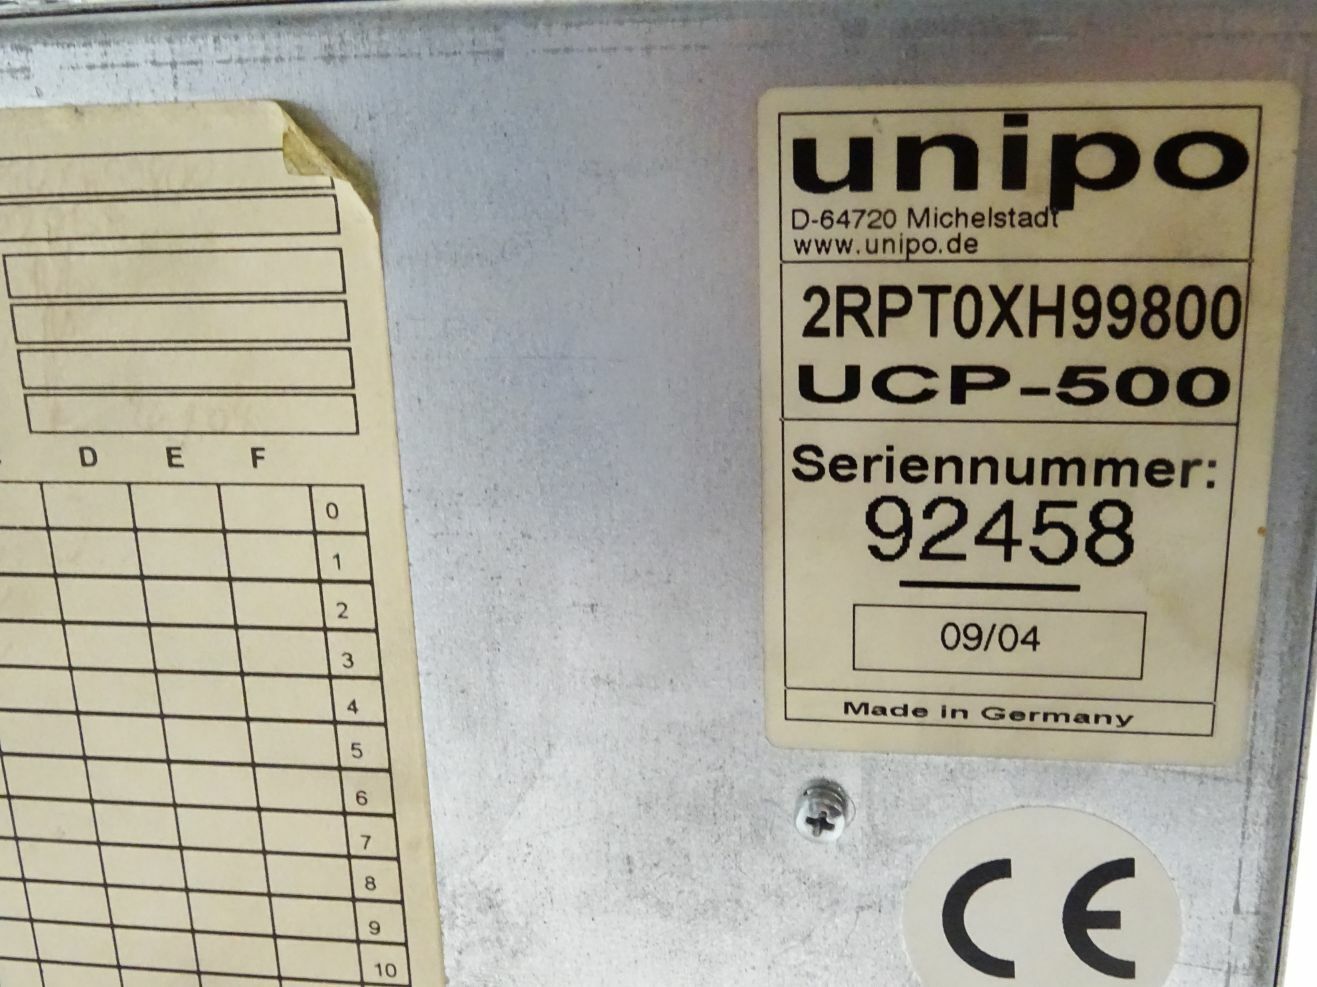 unipo
D-64720 Michelstadt
www.unipo.de
2RPT0XH99800
UCP-500
Seriennummer:
92458
09/04
Made in Germany
CE
D E F
0
1
2
3
4
5
6
7
8
9
10